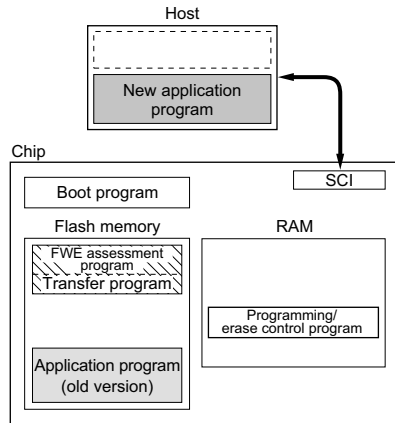 Host
New application
program
Chip
SCI
Boot program
Flash memory
RAM
FWE assessment
program
Transfer program
Programming/
erase control program
Application program
(old version)